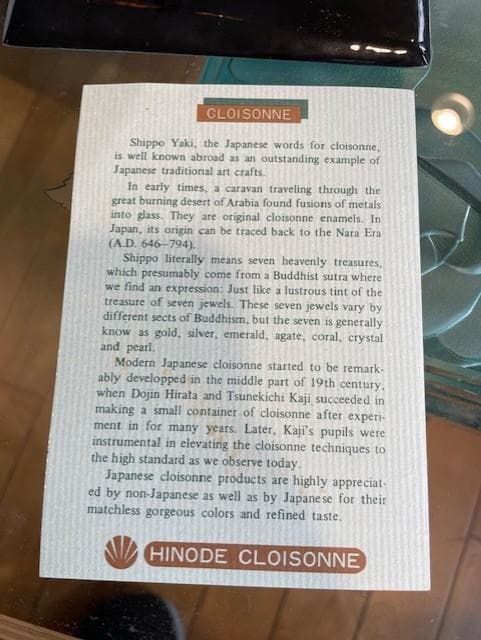 CLOISONNE
Shippo Yaki, the Japanese words for cloisonne,
is well known abroad as an outstanding example of
Japanese traditional art crafts.
In early times, a caravan traveling through the
great burning desert of Arabia found fusions of metals
into glass. They are original cloisonne enamels. In
Japan, its origin can be traced back to the Nara Era
(A.D. 646–794).
Shippo literally means seven heavenly treasures,
which presumably come from a Buddhist sutra where
we find an expression: Just like a lustrous tint of the
treasure of seven jewels. These seven jewels vary by
different sects of Buddhism, but the seven is generally
know as gold, silver, emerald, agate, coral, crystal
and pearl.
Modern Japanese cloisonne started to be remark-
ably developped in the middle part of 19th century,
when Dojin Hirata and Tsunekichi Kaji succeeded in
making a small container of cloisonne after experi-
ment in for many years. Later, Kaji's pupils were
instrumental in elevating the cloisonne techniques to
the high standard as we observe today.
Japanese cloisonne products are highly appreciat-
ed by non-Japanese as well as by Japanese for their
matchless gorgeous colors and refined taste.
HINODE CLOISONNE